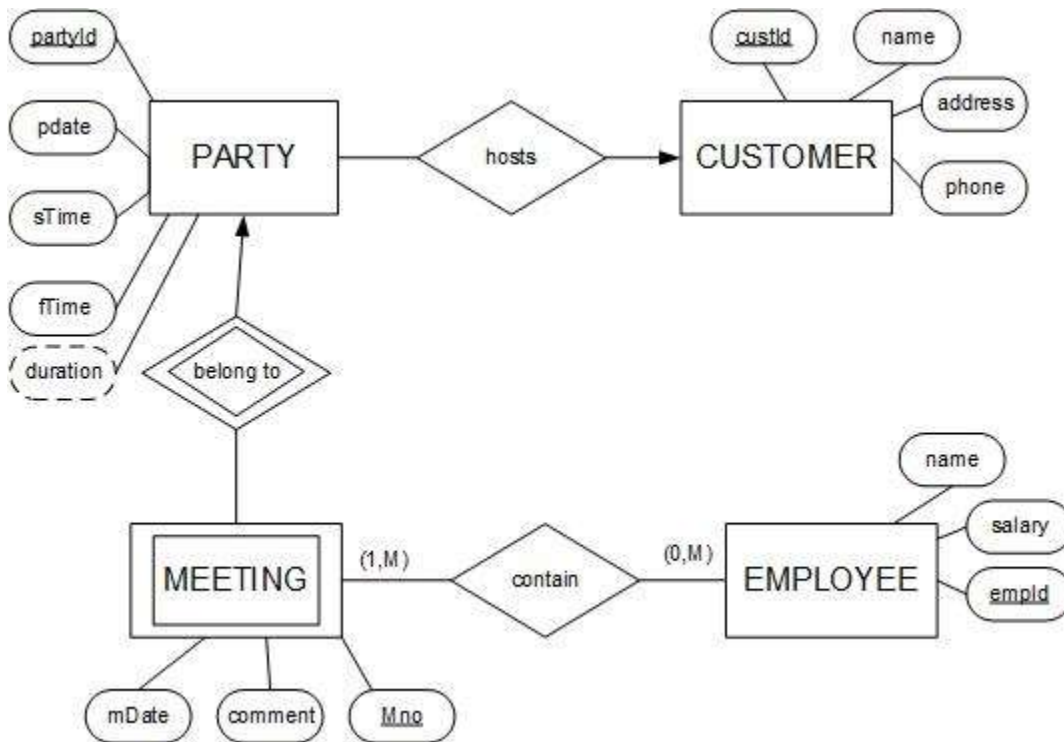 partyId
custId
name
address
pdate
PARTY
hosts
CUSTOMER
phone
sTime
fTime
duration
belong to
name
salary
(1,M)
(0,M)
MEETING
contain
EMPLOYEE
empId
mDate
comment
M.no